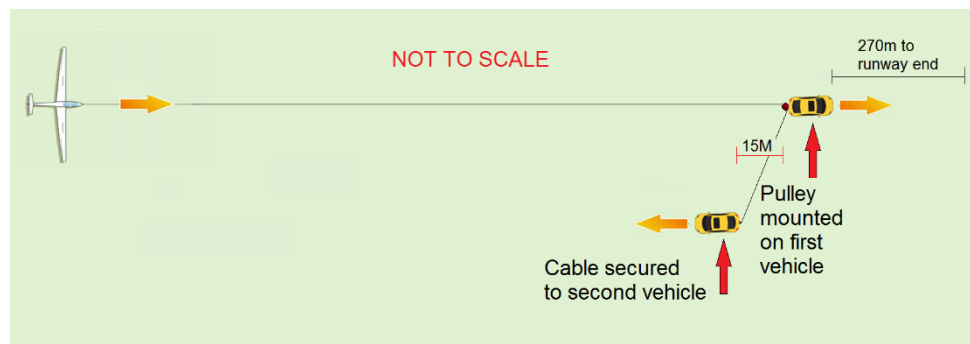 270m to
runway end
NOT TO SCALE
15M
Pulley
mounted
on first
vehicle
Cable secured
to second vehicle